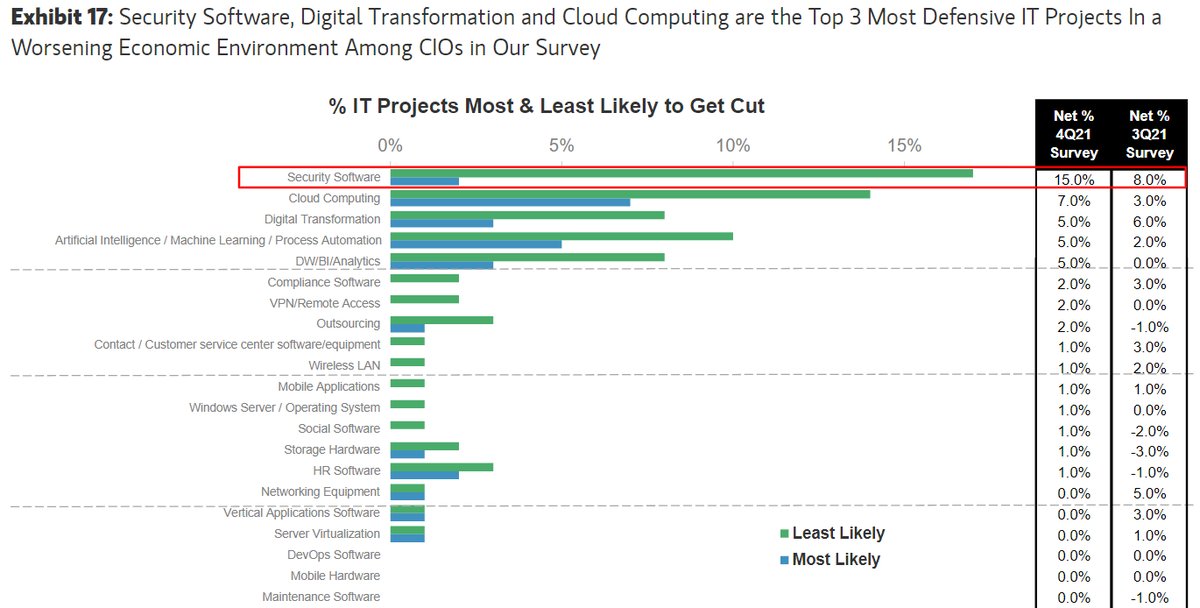 Exhibit 17: Security Software, Digital Transformation and Cloud Computing are the Top 3 Most Defensive IT Projects In a
Worsening Economic Environment Among CIOs in Our Survey
% IT Projects Most & Least Likely to Get Cut
Net % 4Q21 Survey
Net % 3Q21 Survey
0% 5% 10% 15%
Security Software 15.0% 8.0%
Cloud Computing 7.0% 3.0%
Digital Transformation 5.0% 6.0%
Artificial Intelligence / Machine Learning / Process Automation 5.0% 2.0%
DW/BI/Analytics 5.0% 0.0%
Compliance Software 2.0% 3.0%
VPN/Remote Access 2.0% 0.0%
Outsourcing 2.0% -1.0%
Contact / Customer service center software/equipment 1.0% 3.0%
Wireless LAN 1.0% 2.0%
Mobile Applications 1.0% 1.0%
Windows Server / Operating System 1.0% 0.0%
Social Software 1.0% -2.0%
Storage Hardware 1.0% -3.0%
HR Software 1.0% -1.0%
Networking Equipment 0.0% 5.0%
Vertical Applications Software 0.0% 3.0%
Server Virtualization 0.0% 1.0%
DevOps Software 0.0% 0.0%
Mobile Hardware 0.0% 0.0%
Maintenance Software 0.0% -1.0%
Least Likely
Most Likely